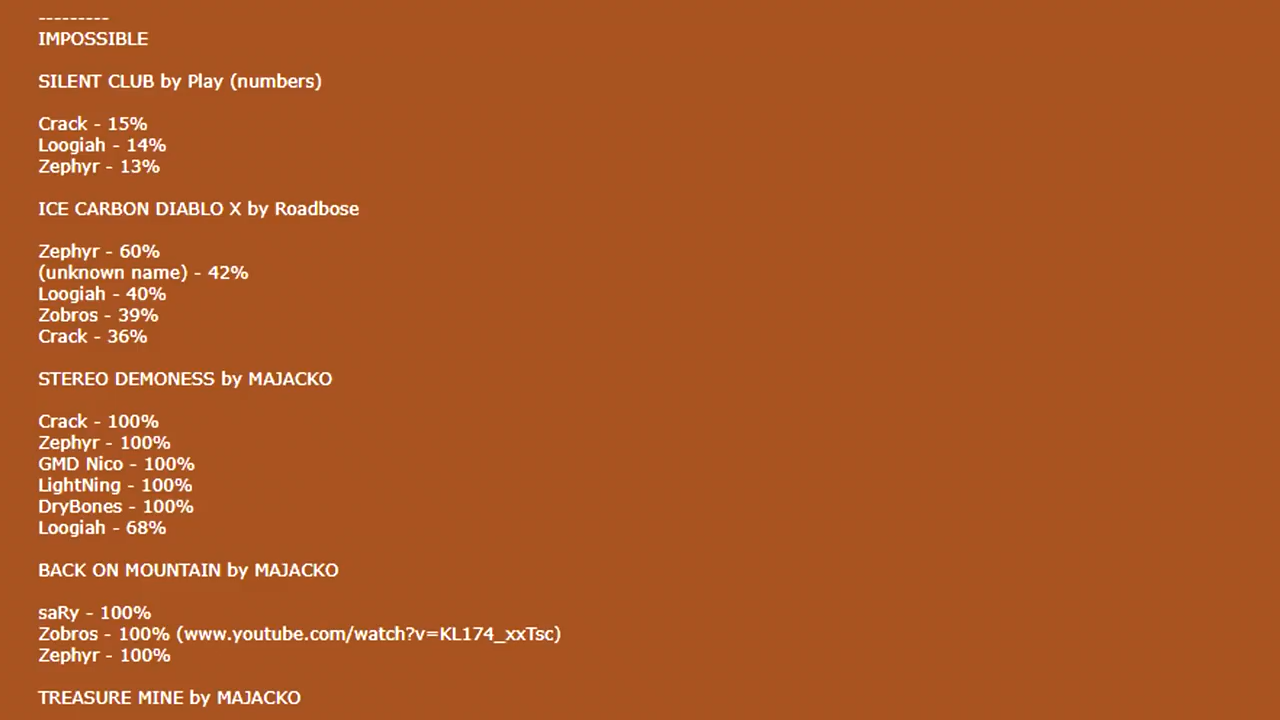 ---------
IMPOSSIBLE
SILENT CLUB by Play (numbers)
Crack - 15%
Loogiah - 14%
Zephyr - 13%
ICE CARBON DIABLO X by Roadbose
Zephyr - 60%
(unknown name) - 42%
Loogiah - 40%
Zobros - 39%
Crack - 36%
STEREO DEMONESS by MAJACKO
Crack - 100%
Zephyr - 100%
GMD Nico - 100%
LightNing - 100%
DryBones - 100%
Loogiah - 68%
BACK ON MOUNTAIN by MAJACKO
saRy - 100%
Zobros - 100% (www.youtube.com/watch?v=KL174_xxTsc)
Zephyr - 100%
TREASURE MINE by MAJACKO